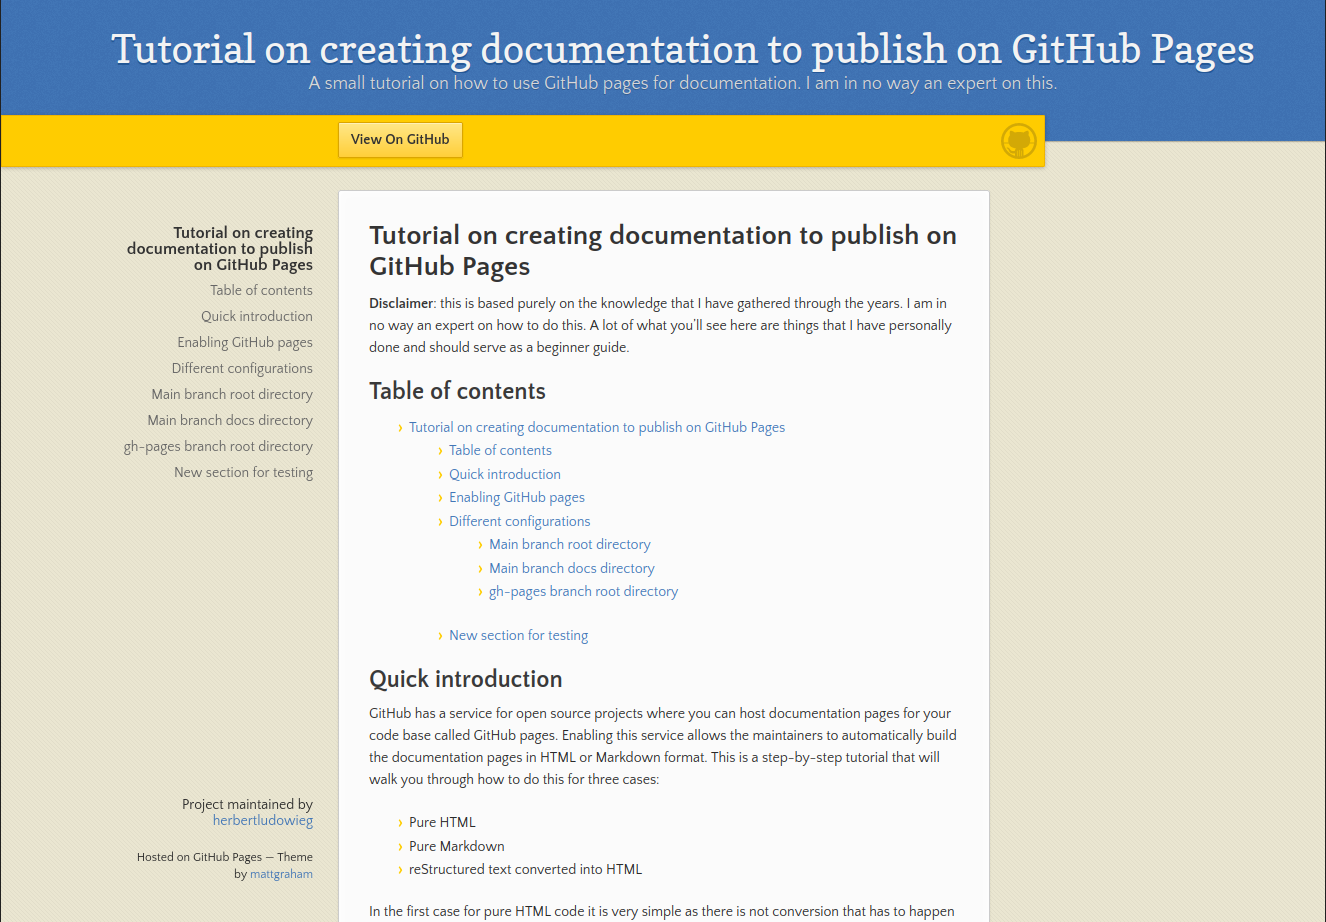 Tutorial on creating documentation to publish on GitHub Pages
A small tutorial on how to use GitHub pages for documentation. I am in no way an expert on this.
View On GitHub
Tutorial on creating
documentation to publish
on GitHub Pages
Table of contents
Quick introduction
Enabling GitHub pages
Different configurations
Main branch root directory
Main branch docs directory
gh-pages branch root directory
New section for testing
Project maintained by
herbertludowieg
Hosted on GitHub Pages — Theme
by mattgraham
Tutorial on creating documentation to publish on
GitHub Pages
Disclaimer: this is based purely on the knowledge that I have gathered through the years. I am in
no way an expert on how to do this. A lot of what you’ll see here are things that I have personally
done and should serve as a beginner guide.
Table of contents
› Tutorial on creating documentation to publish on GitHub Pages
› Table of contents
› Quick introduction
› Enabling GitHub pages
› Different configurations
› Main branch root directory
› Main branch docs directory
› gh-pages branch root directory
› New section for testing
Quick introduction
GitHub has a service for open source projects where you can host documentation pages for your
code base called GitHub pages. Enabling this service allows the maintainers to automatically build
the documentation pages in HTML or Markdown format. This is a step-by-step tutorial that will
walk you through how to do this for three cases:
› Pure HTML
› Pure Markdown
› reStructured text converted into HTML
In the first case for pure HTML code it is very simple as there is not conversion that has to happen